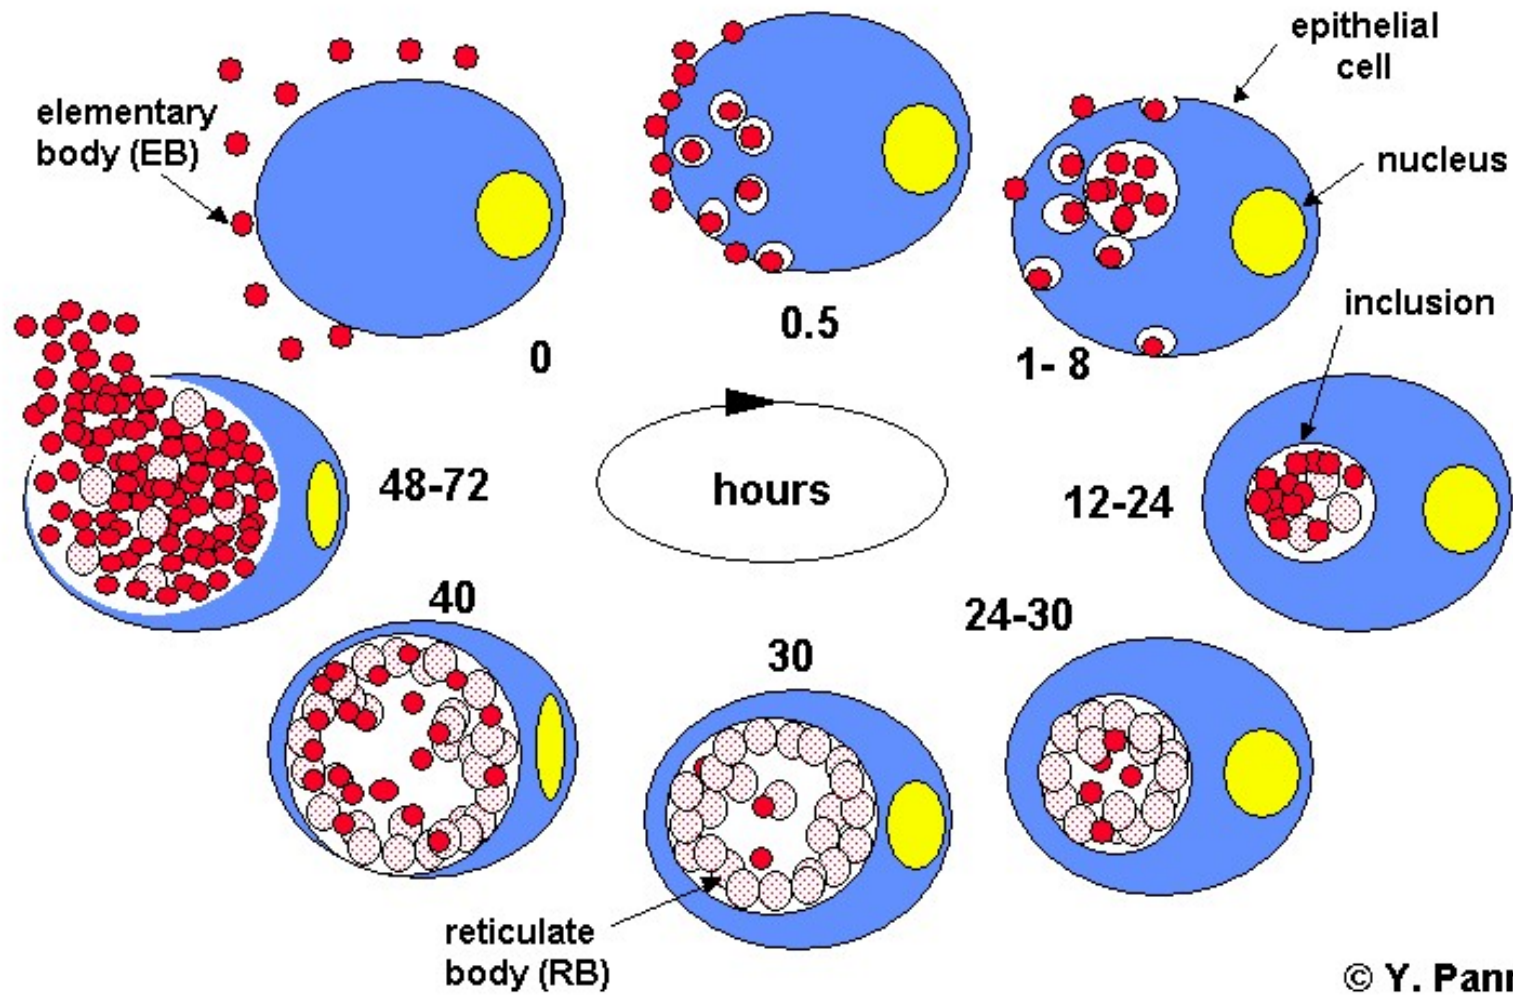 elementary
body (EB)
epithelial
cell
nucleus
inclusion
0
0.5
1- 8
12-24
24-30
30
40
48-72
hours
reticulate
body (RB)
© Y. Pann